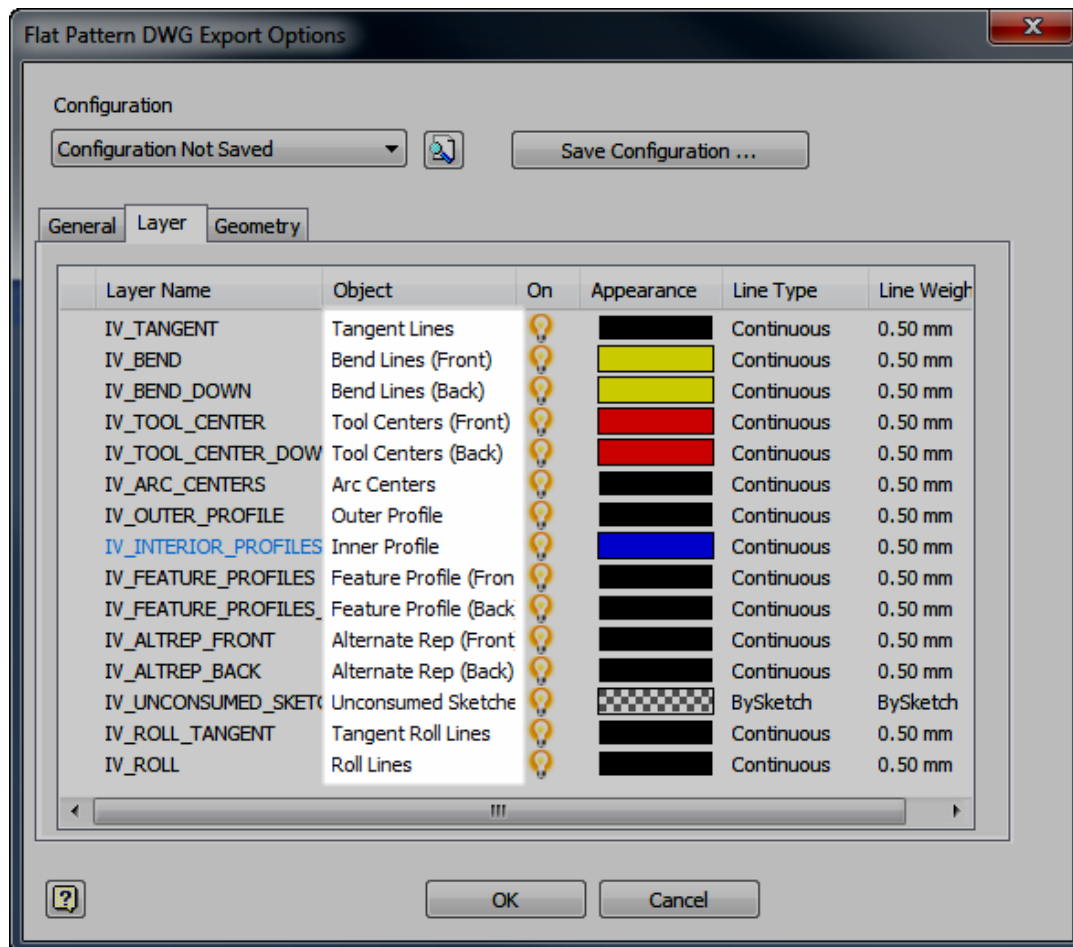 Flat Pattern DWG Export Options
Configuration
Configuration Not Saved
Save Configuration ...
General Layer Geometry
Layer Name Object On Appearance Line Type Line Weigh
IV_TANGENT Tangent Lines Continuous 0.50 mm
IV_BEND Bend Lines (Front) Continuous 0.50 mm
IV_BEND_DOWN Bend Lines (Back) Continuous 0.50 mm
IV_TOOL_CENTER Tool Centers (Front) Continuous 0.50 mm
IV_TOOL_CENTER_DOW Tool Centers (Back) Continuous 0.50 mm
IV_ARC_CENTERS Arc Centers Continuous 0.50 mm
IV_OUTER_PROFILE Outer Profile Continuous 0.50 mm
IV_INTERIOR_PROFILES Inner Profile Continuous 0.50 mm
IV_FEATURE_PROFILES Feature Profile (Fron Continuous 0.50 mm
IV_FEATURE_PROFILES_ Feature Profile (Back Continuous 0.50 mm
IV_ALTREP_FRONT Alternate Rep (Front Continuous 0.50 mm
IV_ALTREP_BACK Alternate Rep (Back) Continuous 0.50 mm
IV_UNCONSUMED_SKET Unconsumed Sketche BySketch BySketch
IV_ROLL_TANGENT Tangent Roll Lines Continuous 0.50 mm
IV_ROLL Roll Lines Continuous 0.50 mm
OK Cancel